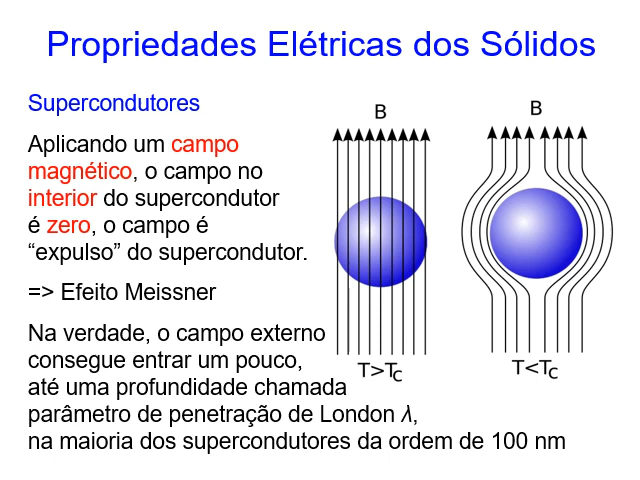 Propriedades Elétricas dos Sólidos
Supercondutores
Aplicando um campo
magnético, o campo no
interior do supercondutor
é zero, o campo é
“expulso” do supercondutor.
=> Efeito Meissner
Na verdade, o campo externo
consegue entrar um pouco,
até uma profundidade chamada
parâmetro de penetração de London λ,
na maioria dos supercondutores da ordem de 100 nm
B
T>Tc
B
T<Tc